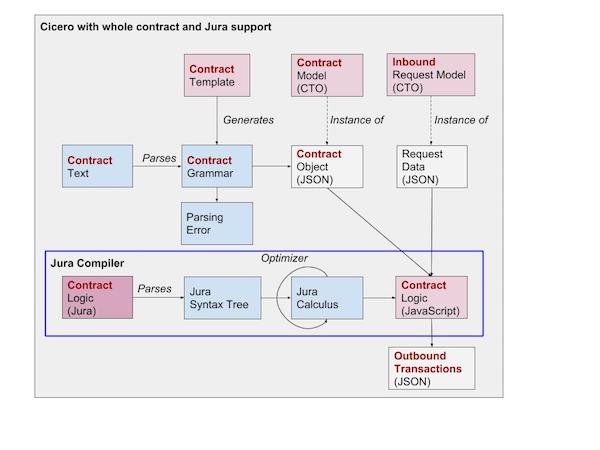 Cicero with whole contract and Jura support
Contract
Template
Contract
Model
(CTO)
Inbound
Request Model
(CTO)
Generates
Instance of
Instance of
Contract
Text
Parses
Contract
Grammar
Contract
Object
(JSON)
Request
Data
(JSON)
Parsing
Error
Jura Compiler
Optimizer
Contract
Logic
(Jura)
Parses
Jura
Syntax Tree
Jura
Calculus
Contract
Logic
(JavaScript)
Outbound
Transactions
(JSON)